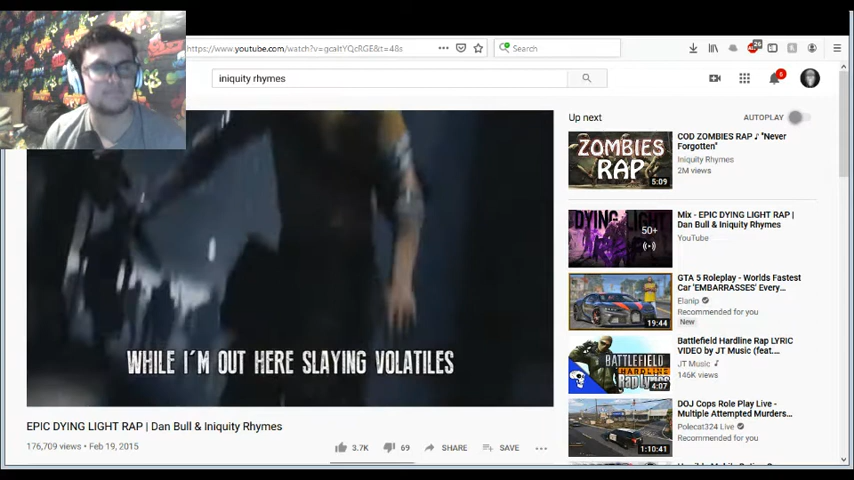 https://www.youtube.com/watch?v=gcaltYQcRGE&t=48s
Search
26
iniquity rhymes
6
Up next
AUTOPLAY
ZOMBIES
RAP
5:09
COD ZOMBIES RAP ♪ "Never
Forgotten"
Iniquity Rhymes
2M views
DYING LIGHT
50+
Mix - EPIC DYING LIGHT RAP |
Dan Bull & Iniquity Rhymes
YouTube
19:44
GTA 5 Roleplay - Worlds Fastest
Car 'EMBARRASSES' Every...
Elanip
Recommended for you
New
BATTLEFIELD
HARDLINE
Rap LYRICS
4:07
Battlefield Hardline Rap LYRIC
VIDEO by JT Music (feat....
JT Music
146K views
1:10:41
DOJ Cops Role Play Live -
Multiple Attempted Murders...
Polecat324 Live
Recommended for you
WHILE I'M OUT HERE SLAYING VOLATILES
EPIC DYING LIGHT RAP | Dan Bull & Iniquity Rhymes
176,709 views • Feb 19, 2015
3.7K
69
SHARE
SAVE